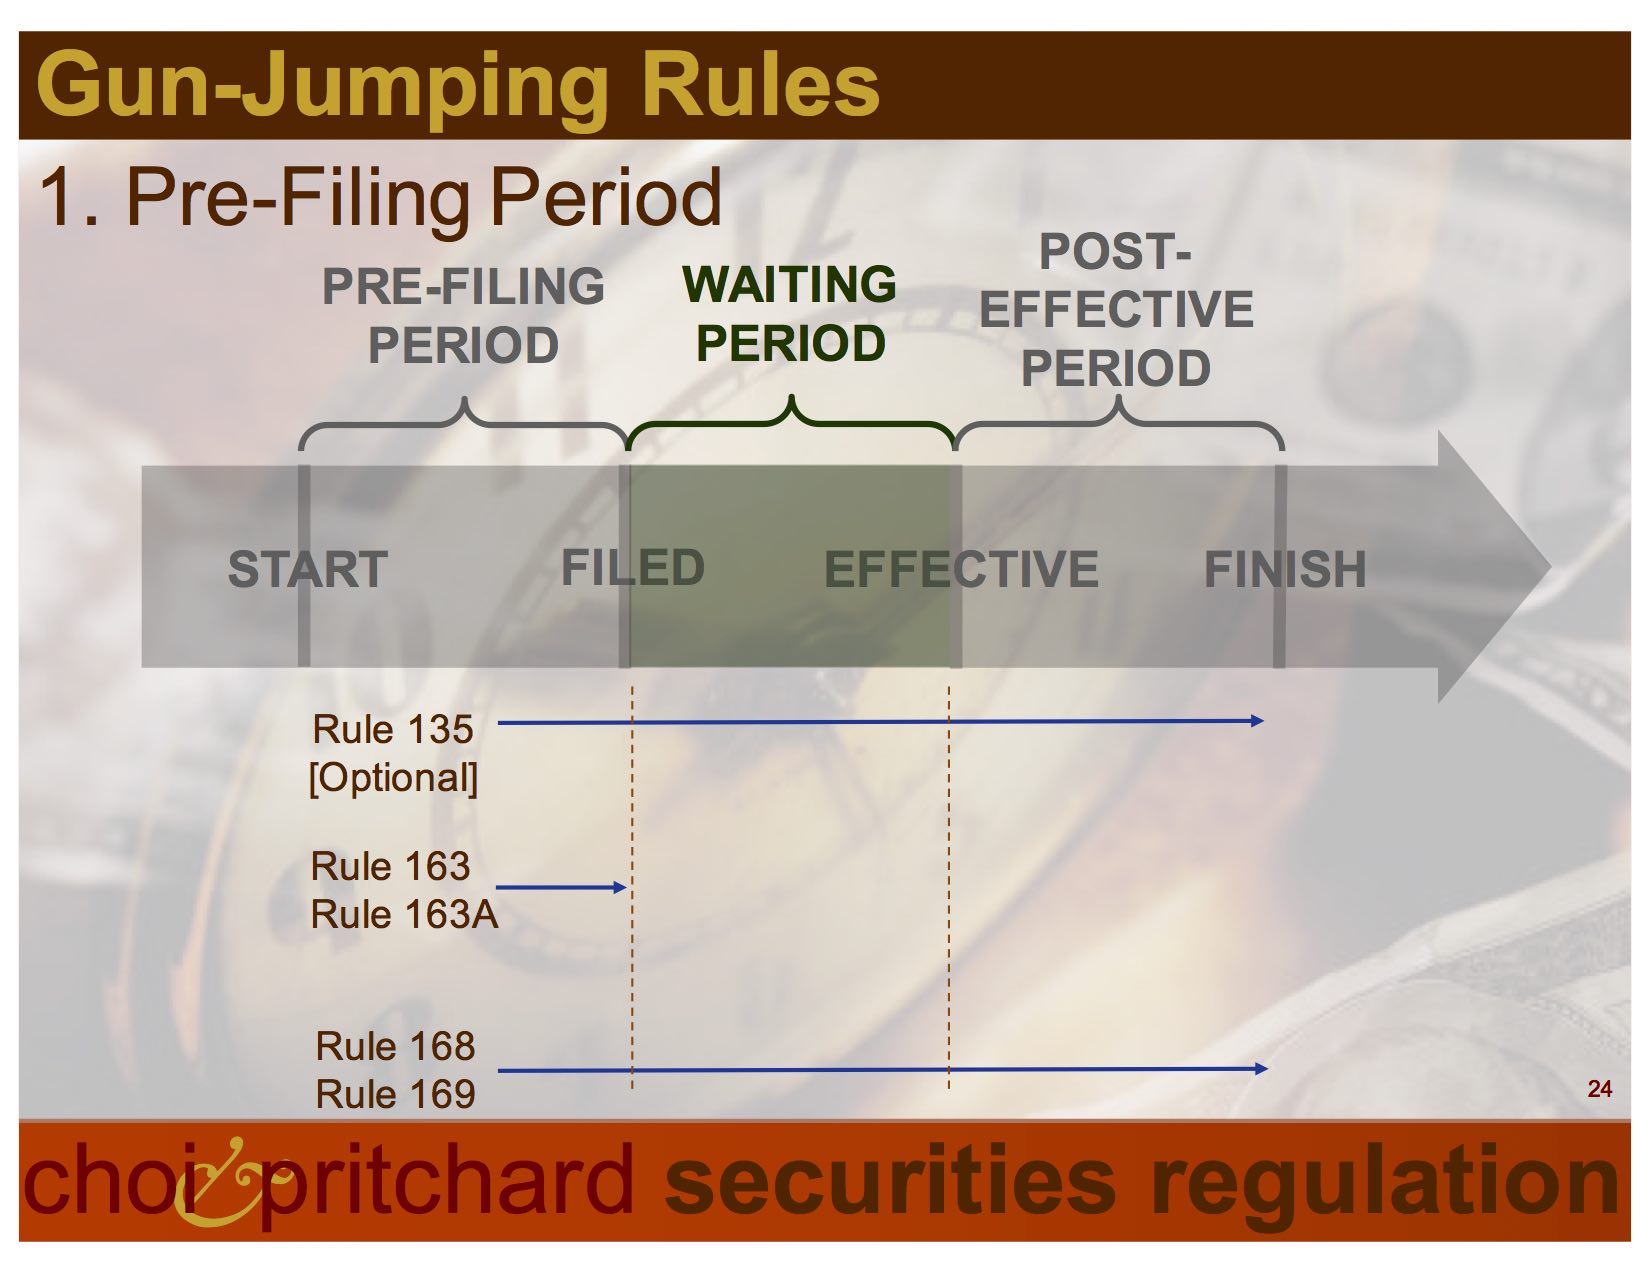 Gun-Jumping Rules
1. Pre-Filing Period
PRE-FILING
PERIOD
WAITING
PERIOD
POST-
EFFECTIVE
PERIOD
START
FILED
EFFECTIVE
FINISH
Rule 135
[Optional]
Rule 163
Rule 163A
Rule 168
Rule 169
24
choi & pritchard securities regulation